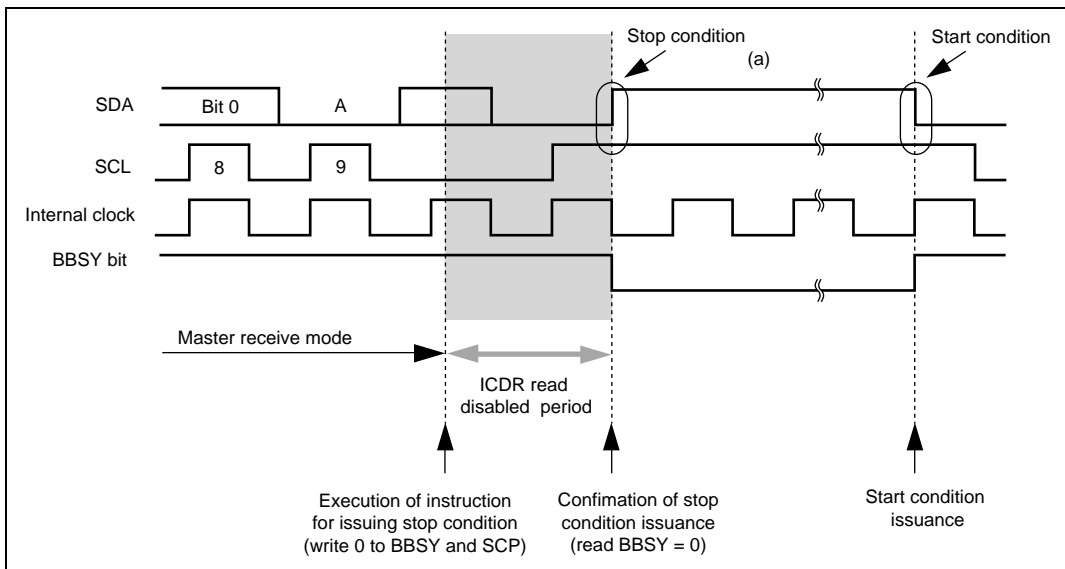 Stop condition
(a)
Start condition
SDA
Bit 0
A
SCL
8
9
Internal clock
BBSY bit
Master receive mode
ICDR read
disabled period
Execution of instruction
for issuing stop condition
(write 0 to BBSY and SCP)
Confimation of stop
condition issuance
(read BBSY = 0)
Start condition
issuance